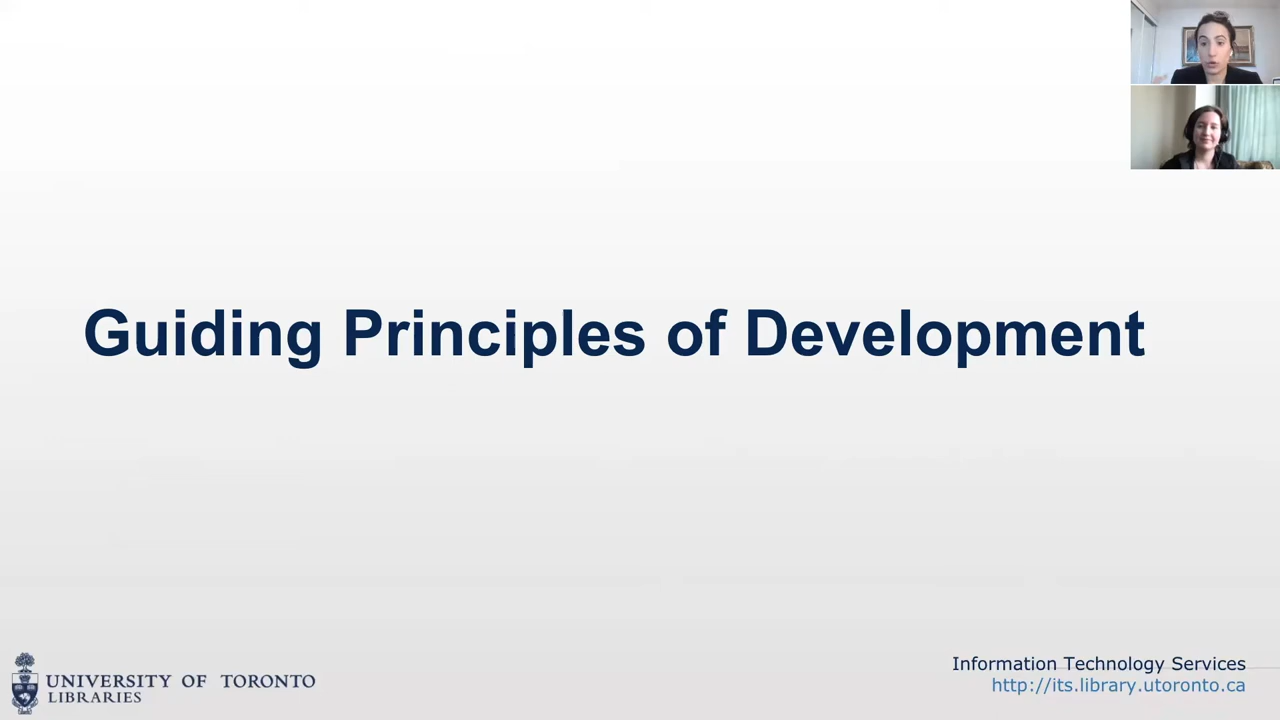 Guiding Principles of Development
UNIVERSITY OF TORONTO
LIBRARIES
Information Technology Services
http://its.library.utoronto.ca